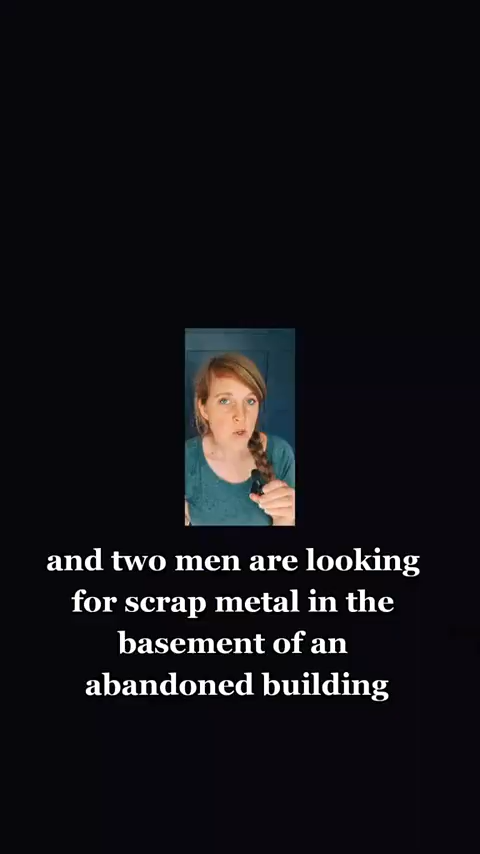 and two men are looking
for scrap metal in the
basement of an
abandoned building